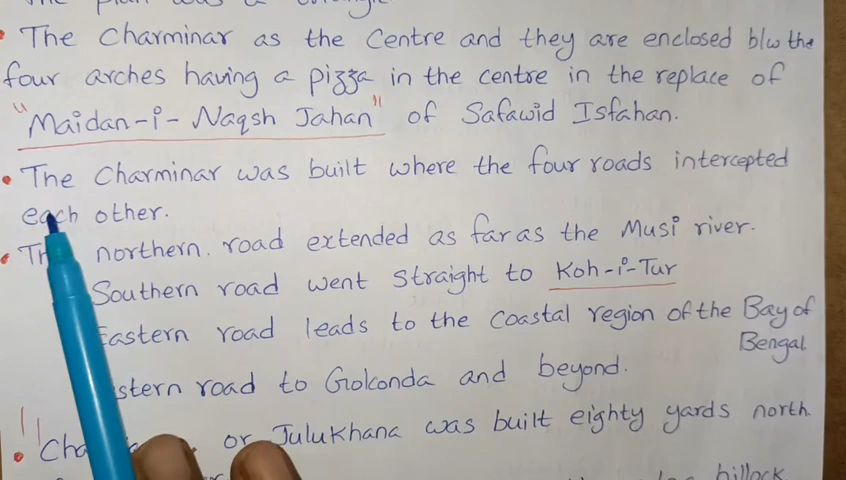 The plan was a
The Charminar as the Centre and they are enclosed b/w the
four arches having a pizza in the centre in the replace of
"Maidan-i- Naqsh Jahan" of Safawid Isfahan.
The Charminar was built where the four roads intercepted
each other.
northern. road extended as far as the Musi river.
Southern road went straight to Koh-i-Tur
Eastern road leads to the coastal region of the Bay of
Bengal
stern road to Golconda and beyond.
or Julukhana was built eighty yards north
hillock